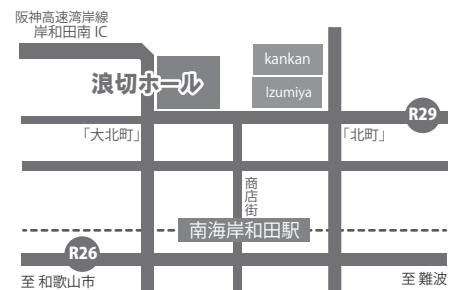 阪神高速湾岸線
岸和田南 IC
浪切ホール
kankan
Izumiya
R29
「大北町」
「北町」
商店街
南海岸和田駅
R26
至 和歌山市
至 難波